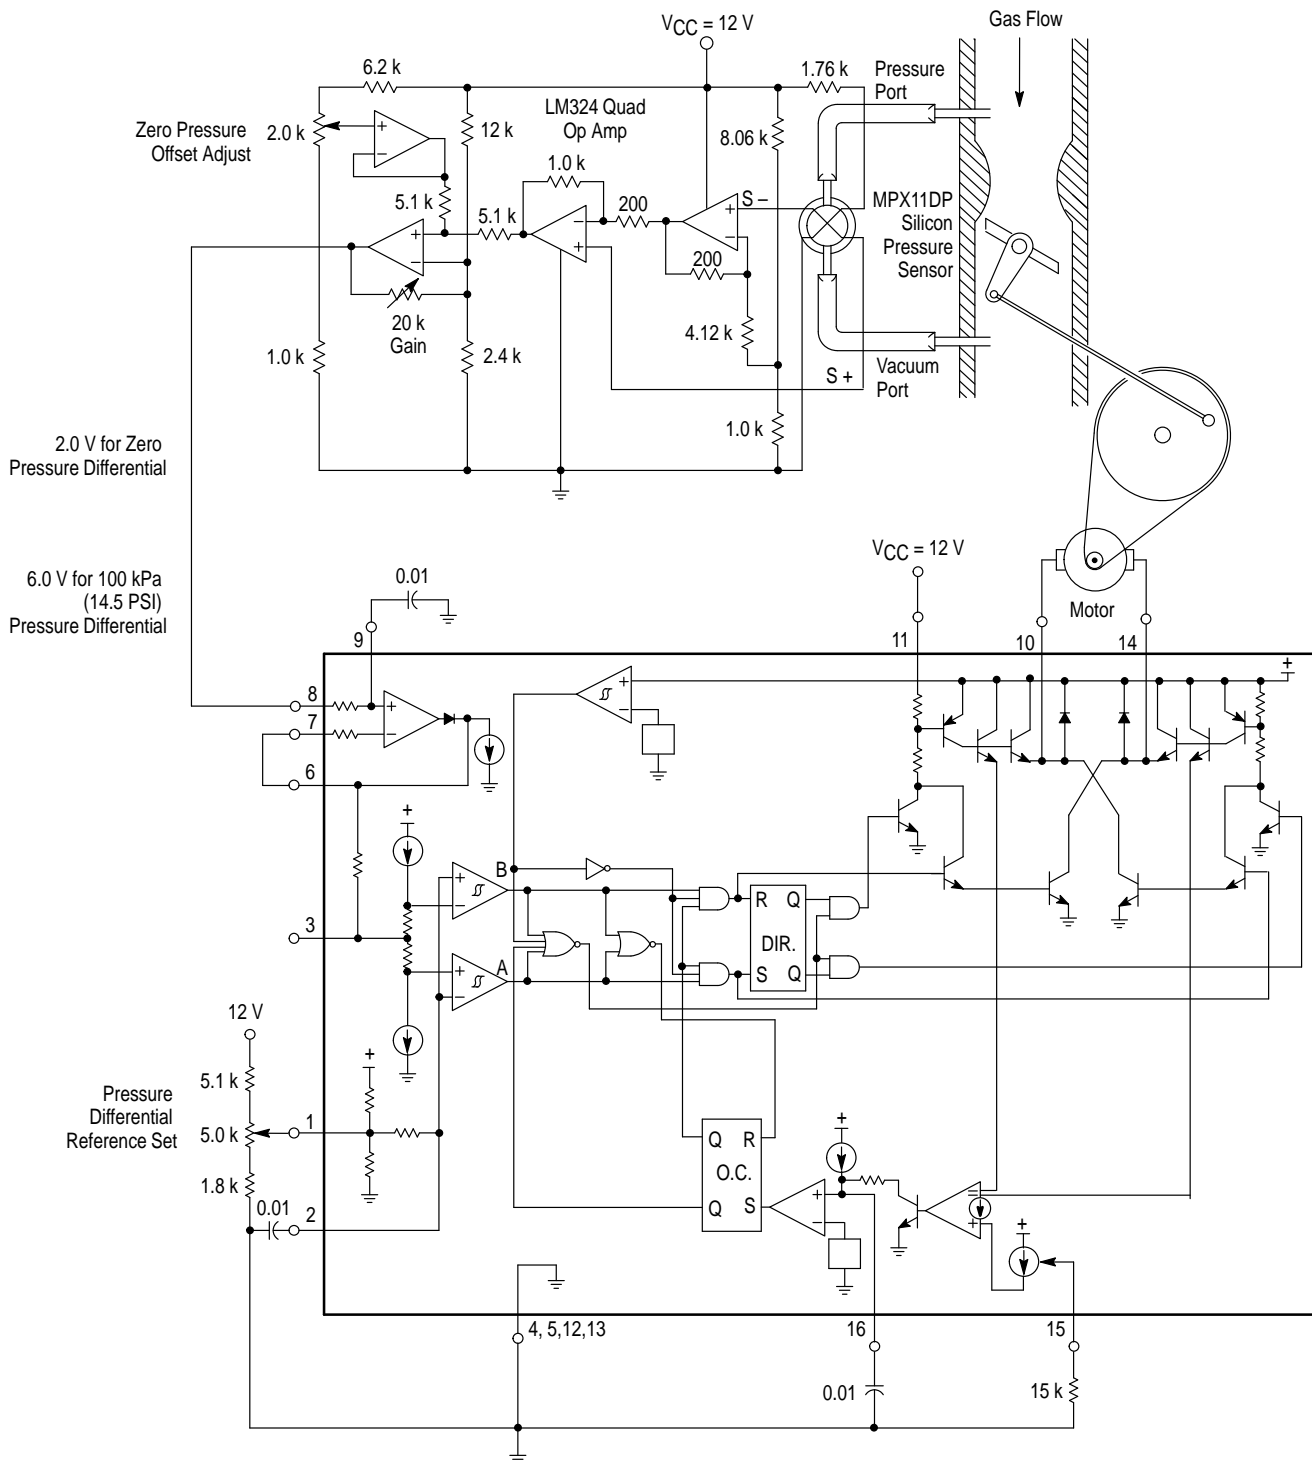 VCC = 12 V
Gas Flow
6.2 k
1.76 k
Pressure
Port
LM324 Quad
Op Amp
Zero Pressure
Offset Adjust
2.0 k
+
−
12 k
8.06 k
1.0 k
5.1 k
5.1 k
200
S −
+
−
MPX11DP
Silicon
Pressure
Sensor
−
+
+
−
200
20 k
Gain
4.12 k
1.0 k
2.4 k
Vacuum
Port
S +
1.0 k
2.0 V for Zero
Pressure Differential
VCC = 12 V
6.0 V for 100 kPa
(14.5 PSI)
Pressure Differential
0.01
Motor
9
11
10
14
+
8
+
−
+
−
7
6
+
B
+
−
R
Q
3
DIR.
A
+
−
S
Q
12 V
+
5.1 k
Pressure
Differential
Reference Set
1
5.0 k
+
Q
R
O.C.
1.8 k
Q
S
+
−
=
+
+
0.01
2
4, 5,12,13
16
15
0.01
15 k